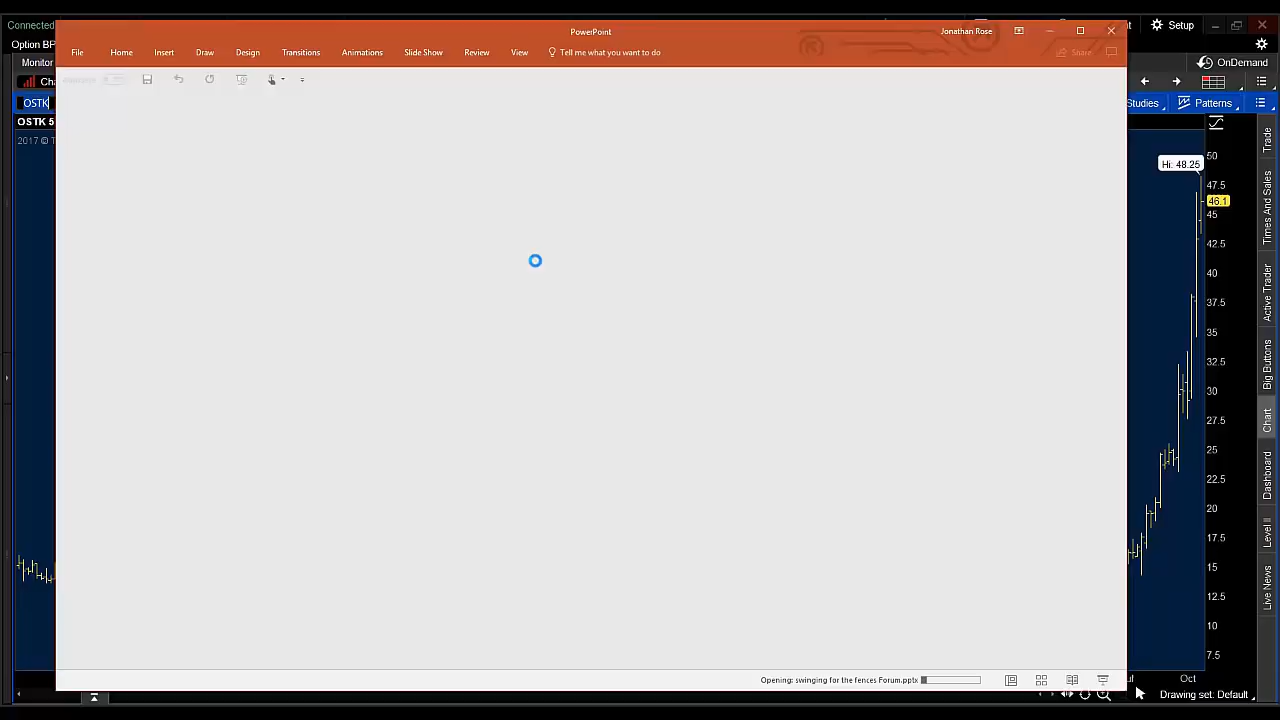 Connected
PowerPoint
Jonathan Rose
Setup
Option BP
File
Home
Insert
Draw
Design
Transitions
Animations
Slide Show
Review
View
Tell me what you want to do
Share
Monitor
OnDemand
Cha
OSTK
Studies
Patterns
OSTK 5
2017 © T
Hi: 48.25
50
47.5
46.1
45
42.5
40
37.5
35
32.5
30
27.5
25
22.5
20
17.5
15
12.5
10
7.5
Trade
Times And Sales
Active Trader
Big Buttons
Chart
Dashboard
Level II
Live News
Opening: swinging for the fences Forum.pptx
Oct
Drawing set: Default